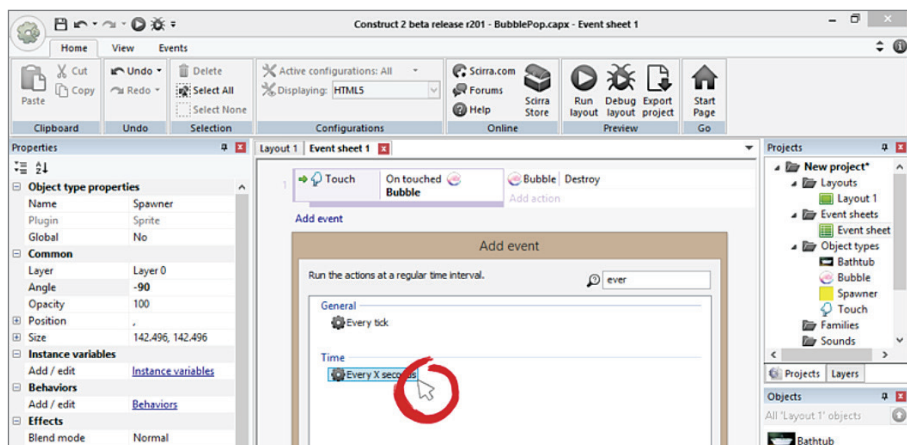 Construct 2 beta release r201 - BubblePop.capx - Event sheet 1
Home View Events
Paste
Cut
Copy
Clipboard
Undo
Redo
Undo
Delete
Select All
Select None
Selection
Active configurations: All
Displaying: HTML5
Configurations
Scirra.com
Forums
Help
Scirra Store
Online
Run layout
Debug layout
Export project
Preview
Start Page
Go
Properties
Object type properties
Name Spawner
Plugin Sprite
Global No
Common
Layer Layer 0
Angle -90
Opacity 100
Position ,
Size 142.496, 142.496
Instance variables
Add / edit Instance variables
Behaviors
Add / edit Behaviors
Effects
Blend mode Normal
Layout 1 Event sheet 1
1 Touch On touched Bubble Bubble Destroy
Add action
Add event
Add event
Run the actions at a regular time interval. ever
General
Every tick
Time
Every X seconds
Projects
New project*
Layouts
Layout 1
Event sheets
Event sheet
Object types
Bathtub
Bubble
Spawner
Touch
Families
Sounds
Projects Layers
Objects
All 'Layout 1' objects
Bathtub